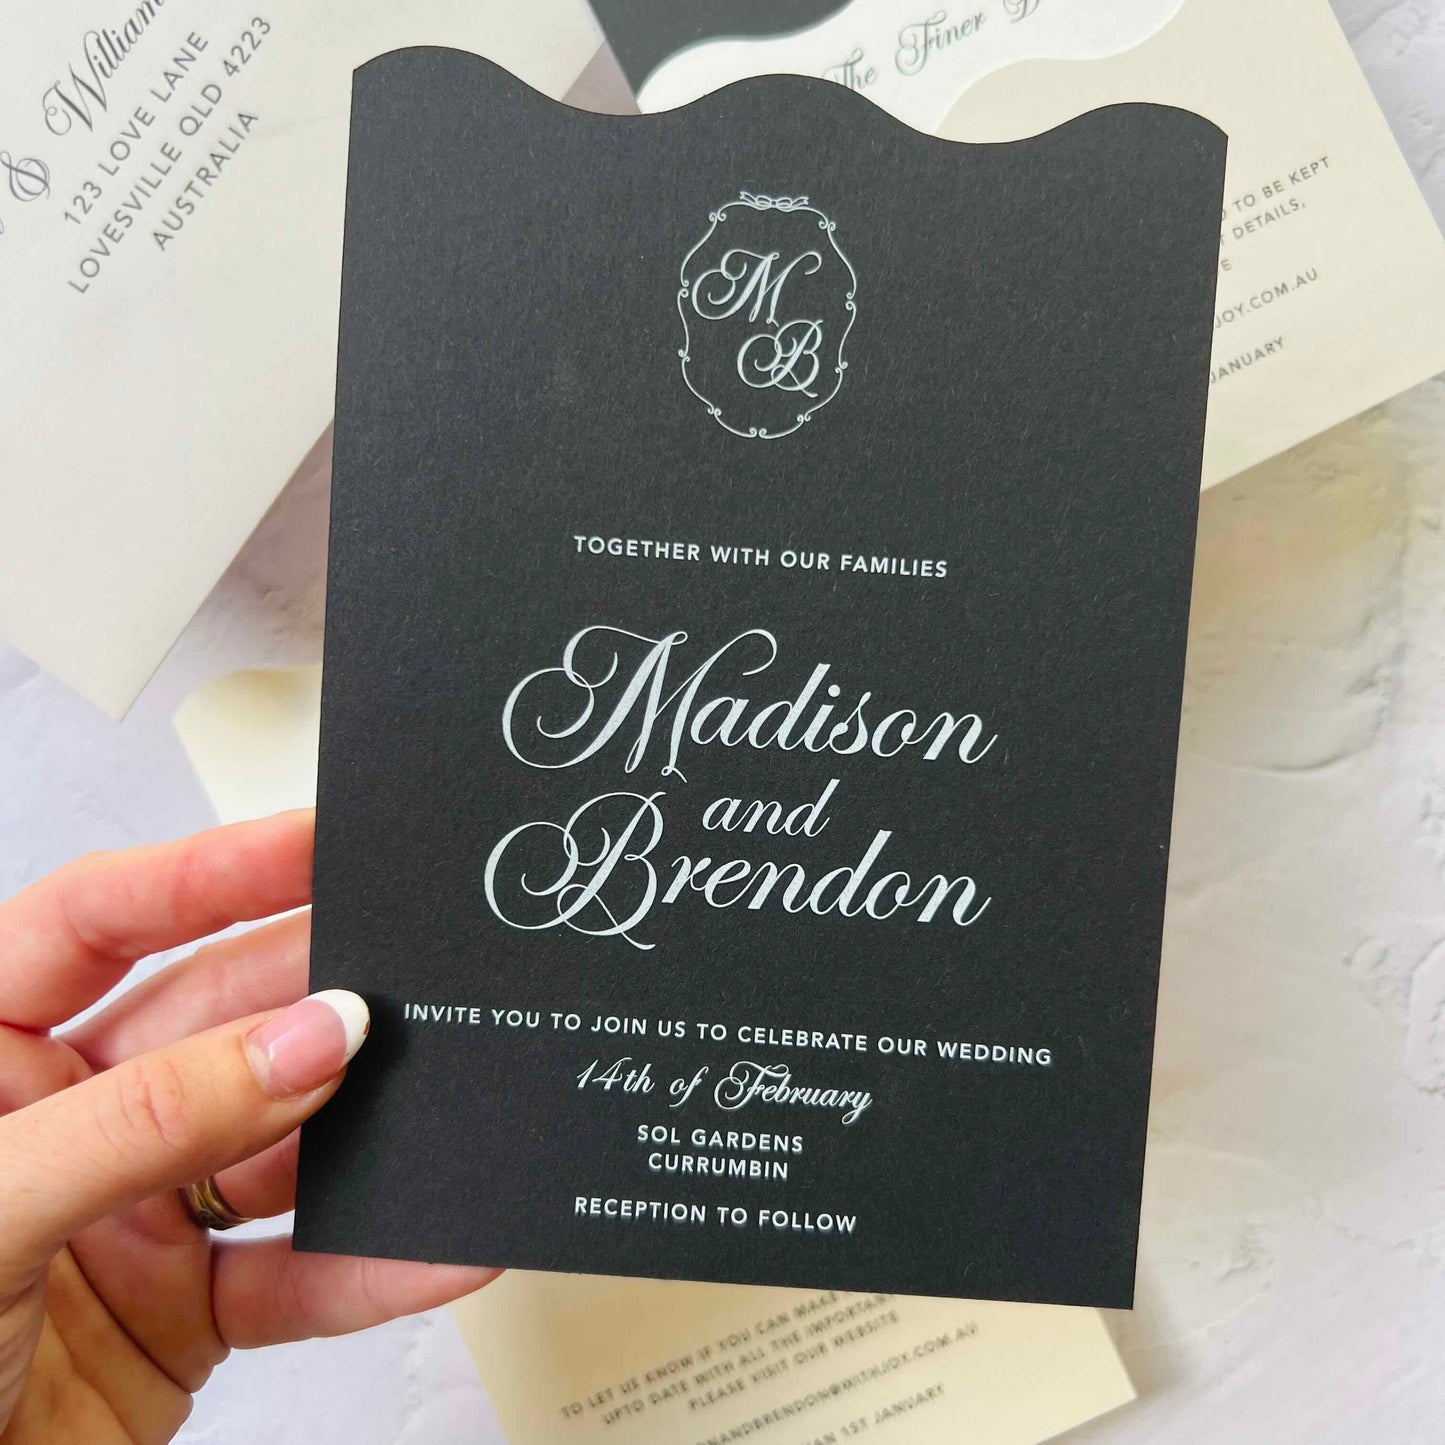 & William
123 LOVE LANE
LOVESVILLE QLD 4223
AUSTRALIA
The Finer
TO BE KEPT
DETAILS,
JOY.COM.AU
JANUARY
M
B
TOGETHER WITH OUR FAMILIES
Madison
and
Brendon
INVITE YOU TO JOIN US TO CELEBRATE OUR WEDDING
14th of February
SOL GARDENS
CURRUMBIN
RECEPTION TO FOLLOW
TO LET US KNOW IF YOU CAN MAKE
UPTO DATE WITH ALL THE IMPORTANT
PLEASE VISIT OUR WEBSITE
ONANDBRENDON@WITHJOY.COM.AU
AN 1ST JANUARY